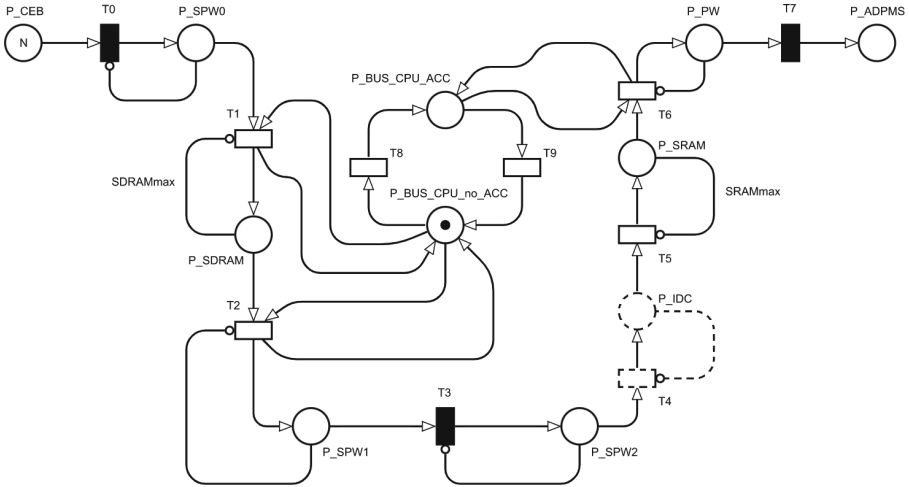 P_CEB
T0
P_SPW0
P_PW
T7
P_ADPMS
N
P_BUS_CPU_ACC
T1
T6
T8
T9
P_SRAM
SDRAMmax
P_BUS_CPU_no_ACC
SRAMmax
P_SDRAM
T5
T2
P_IDC
T3
T4
P_SPW1
P_SPW2